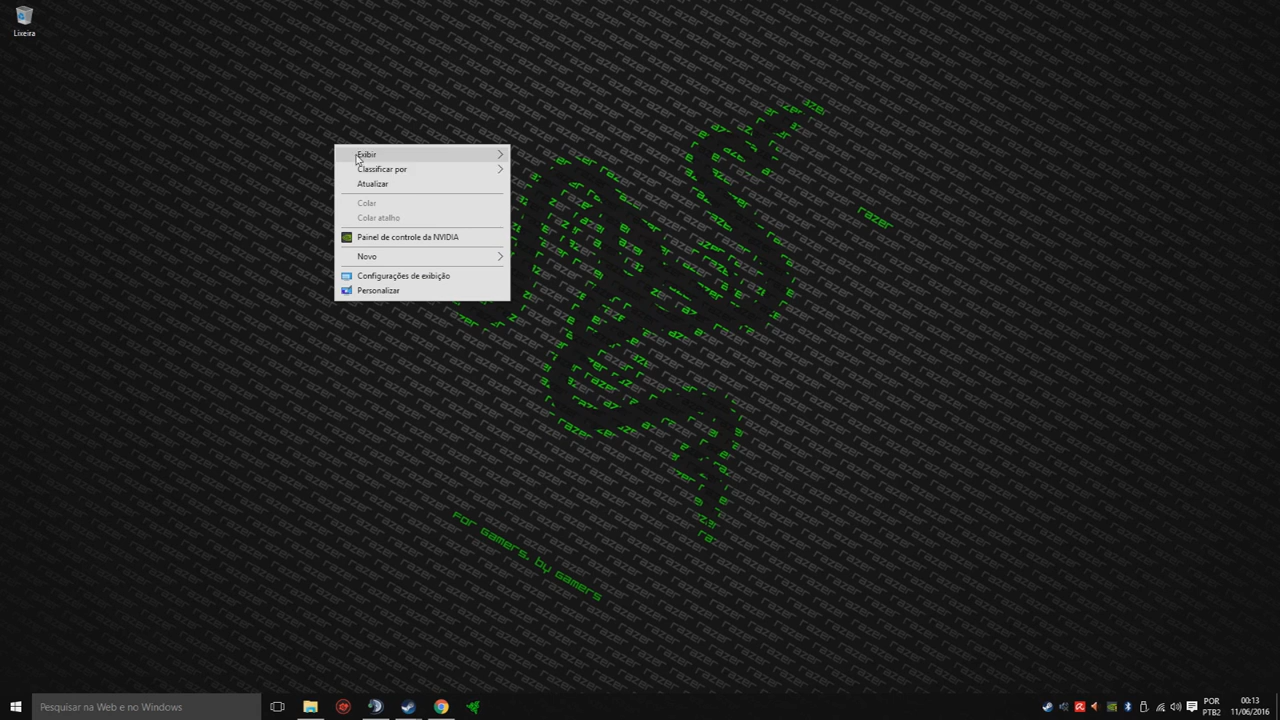 Lixeira
Exibir
Classificar por
Atualizar
Colar
Colar atalho
Painel de controle da NVIDIA
Novo
Configurações de exibição
Personalizar
razer
For Gamers. by Gamers
Pesquisar na Web e no Windows
POR
PTB2
00:13
11/06/2016